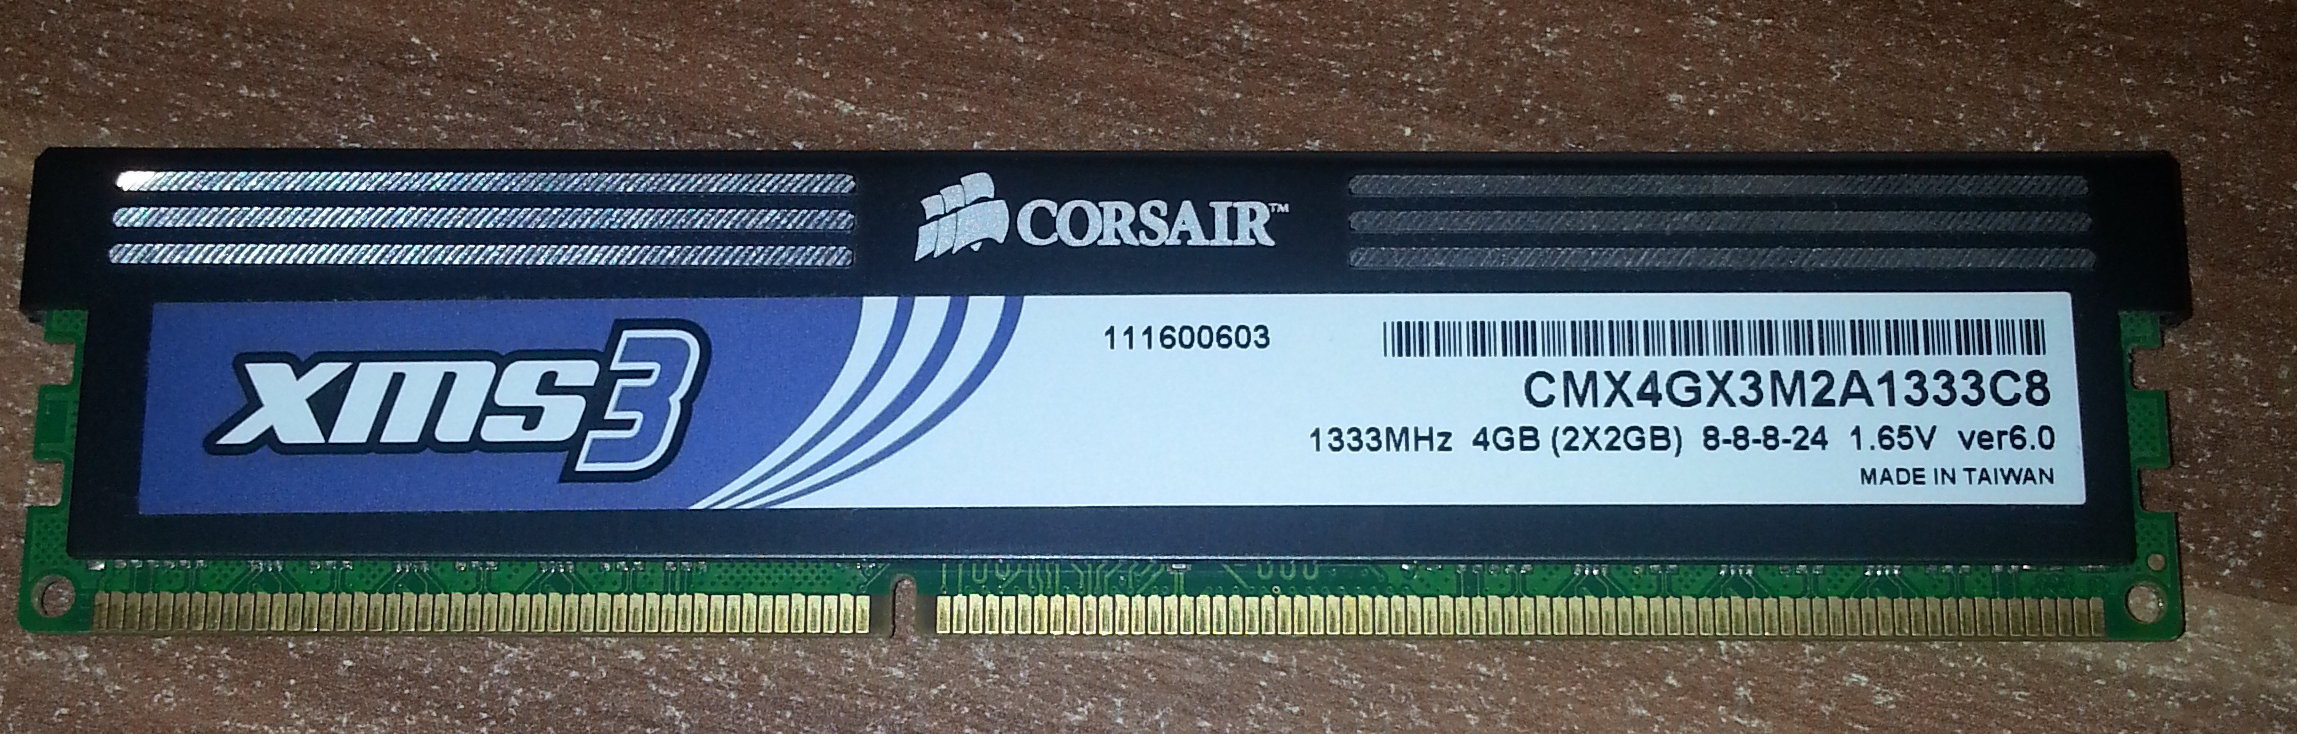 CORSAIR™
xms3
111600603
CMX4GX3M2A1333C8
1333MHz 4GB (2X2GB) 8-8-8-24 1.65V ver6.0
MADE IN TAIWAN